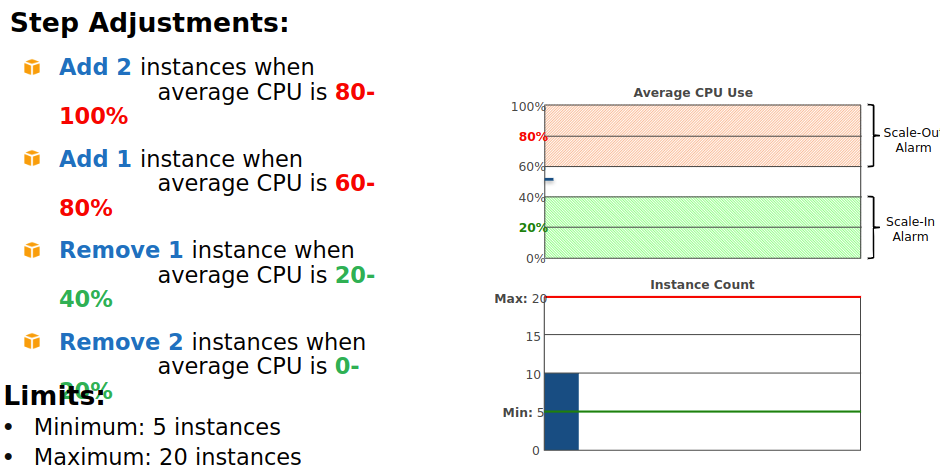 Step Adjustments:
Add 2 instances when
average CPU is 80-
100%
Add 1 instance when
average CPU is 60-
80%
Remove 1 instance when
average CPU is 20-
40%
Remove 2 instances when
average CPU is 0-
20%
Limits:
• Minimum: 5 instances
• Maximum: 20 instances
Average CPU Use
100%
80%
60%
40%
20%
0%
Scale-Ou
Alarm
Scale-In
Alarm
Instance Count
Max: 20
15
10
Min: 5
0